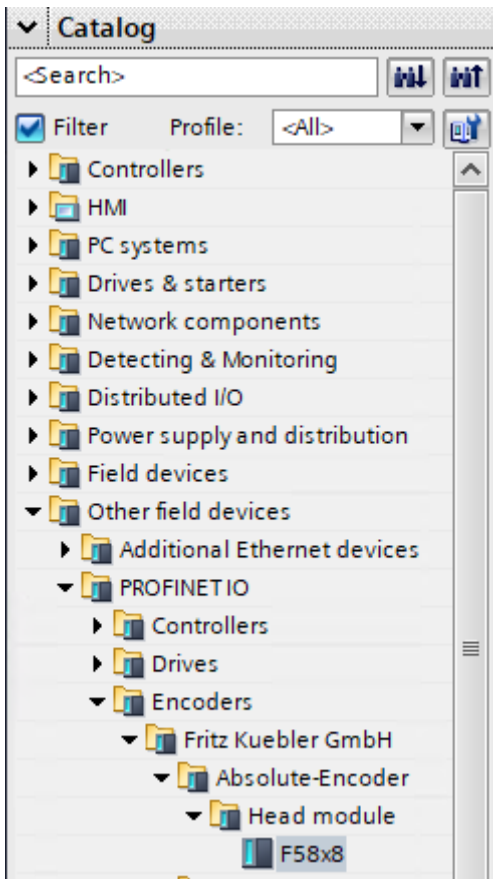 Catalog
<Search>
Filter Profile: <All>
Controllers
HMI
PC systems
Drives & starters
Network components
Detecting & Monitoring
Distributed I/O
Power supply and distribution
Field devices
Other field devices
Additional Ethernet devices
PROFINET IO
Controllers
Drives
Encoders
Fritz Kuebler GmbH
Absolute-Encoder
Head module
F58x8